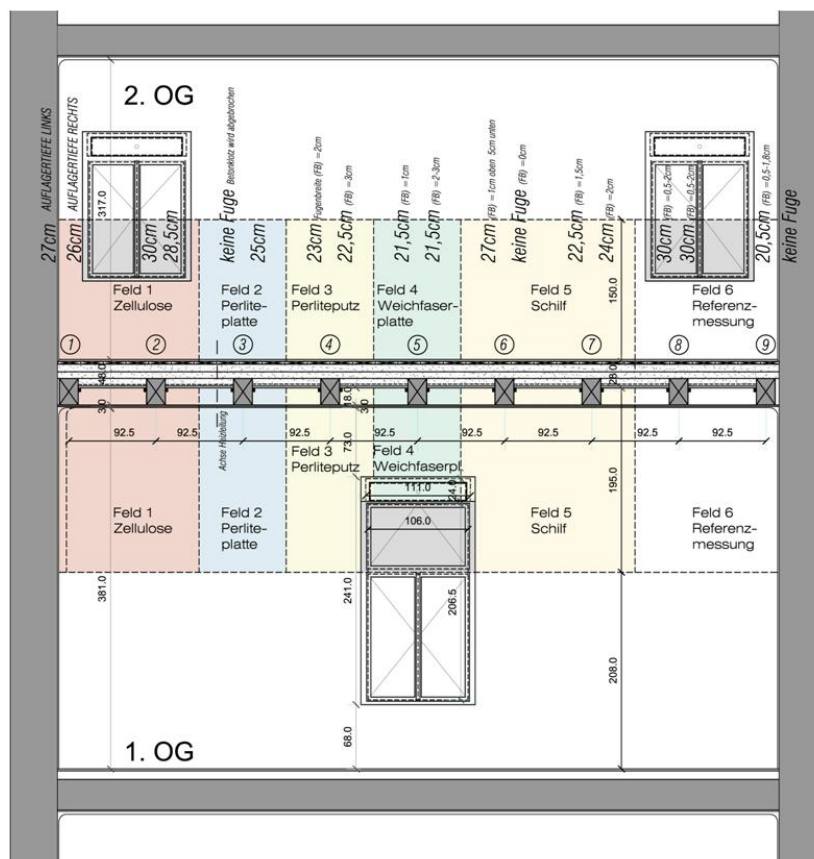 2. OG
AUFLAGERTIEFE LINKS
AUFLAGERTIEFE RECHTS
27cm
26cm
317.0
30cm
28,5cm
keine Fuge Betonklotz wird abgebrochen
25cm
23cm Fugenbreite (FB) =2cm
22,5cm (FB) =3cm
21,5cm (FB) =1cm
21,5cm (FB) =2-3cm
27cm (FB) =1cm oben 5cm unten
keine Fuge (FB) =0cm
22,5cm (FB) =1,5cm
24cm (FB) =2cm
30cm (FB) =0,5-2cm
30cm (FB) =0,5-2cm
20,5cm (FB) =0,5-1,8cm
keine Fuge
150.0
Feld 1
Zellulose
Feld 2
Perlite-
platte
Feld 3
Perliteputz
Feld 4
Weichfaser-
platte
Feld 5
Schilf
Feld 6
Referenz-
messung
1 2 3 4 5 6 7 8 9
48.0
28.0
3.0
18.0
3.0
92.5 92.5 92.5 92.5 92.5 92.5 92.5 92.5
Achse Heizleitung
73.0
Feld 3
Perliteputz
Feld 4
Weichfaserpl.
111.0
24.0
106.0
195.0
Feld 1
Zellulose
Feld 2
Perlite-
platte
Feld 5
Schilf
Feld 6
Referenz-
messung
381.0
241.0
206.5
208.0
68.0
1. OG